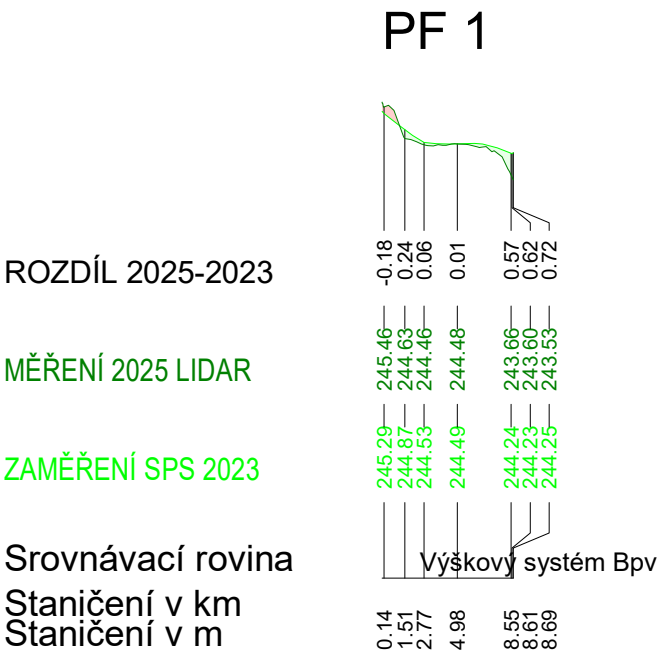 PF 1
ROZDÍL 2025-2023 -0.18 0.24 0.06 0.01 0.57 0.62 0.72
MĚŘENÍ 2025 LIDAR 245.46 244.63 244.46 244.48 243.66 243.60 243.53
ZAMĚŘENÍ SPS 2023 245.29 244.87 244.53 244.49 244.24 244.23 244.25
Srovnávací rovina Výškový systém Bpv
Staničení v km
Staničení v m 0.14 1.51 2.77 4.98 8.55 8.61 8.69